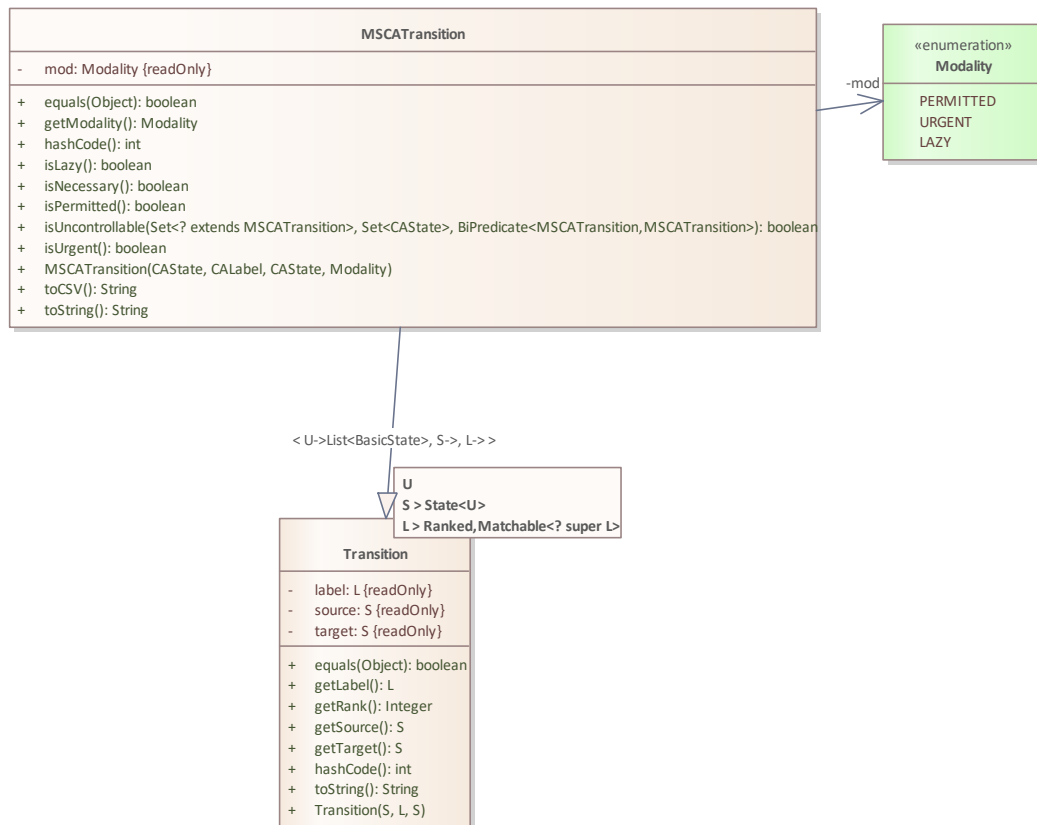 MSCATransition
- mod: Modality {readOnly}
+ equals(Object): boolean
+ getModality(): Modality
+ hashCode(): int
+ isLazy(): boolean
+ isNecessary(): boolean
+ isPermitted(): boolean
+ isUncontrollable(Set<? extends MSCATransition>, Set<CAState>, BiPredicate<MSCATransition,MSCATransition>): boolean
+ isUrgent(): boolean
+ MSCATransition(CAState, CALabel, CAState, Modality)
+ toCSV(): String
+ toString(): String
-mod
«enumeration»
Modality
PERMITTED
URGENT
LAZY
< U->List<BasicState>, S->, L-> >
U
S > State<U>
L > Ranked,Matchable<? super L>
Transition
- label: L {readOnly}
- source: S {readOnly}
- target: S {readOnly}
+ equals(Object): boolean
+ getLabel(): L
+ getRank(): Integer
+ getSource(): S
+ getTarget(): S
+ hashCode(): int
+ toString(): String
+ Transition(S, L, S)